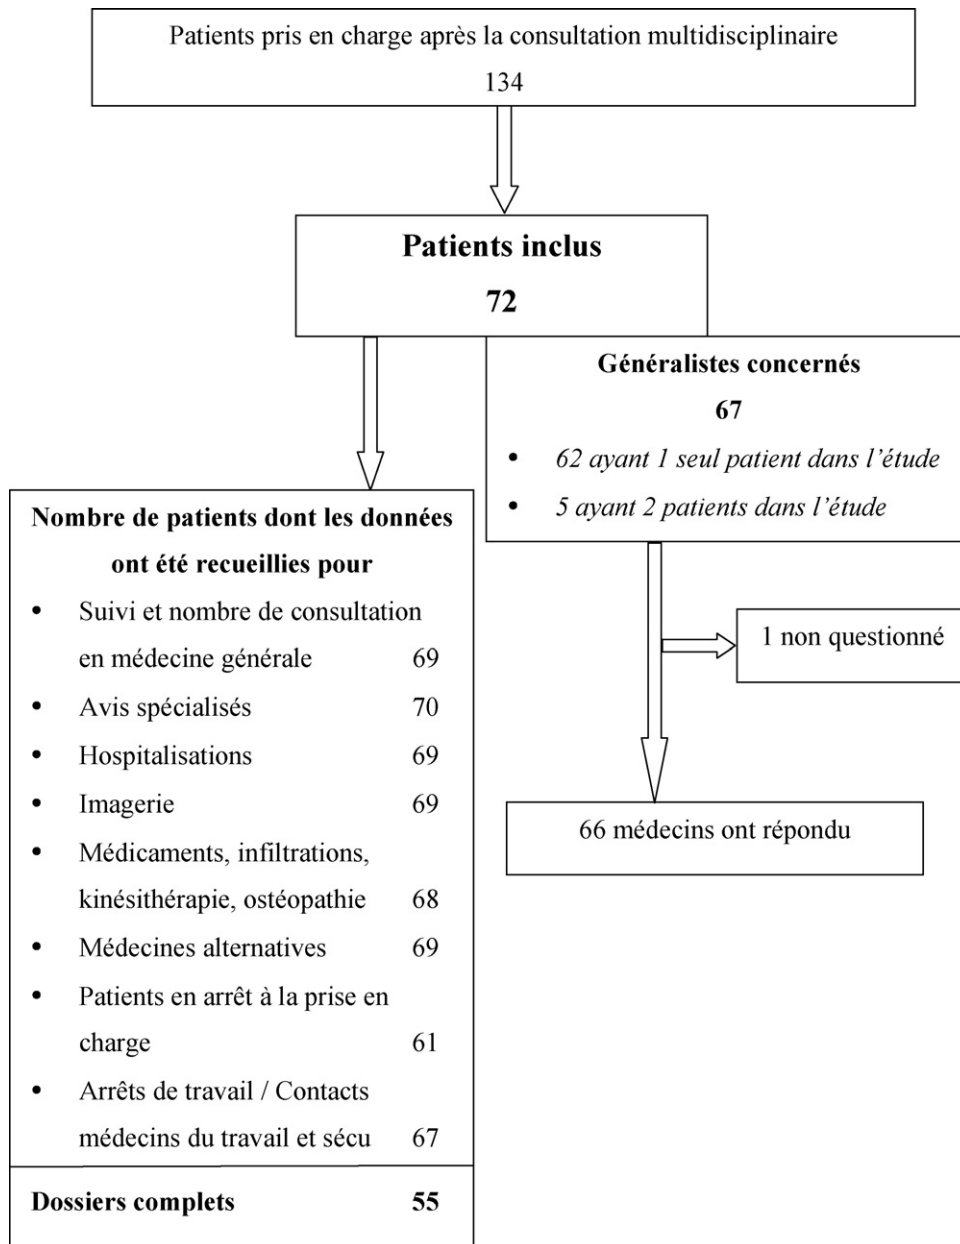 Patients pris en charge après la consultation multidisciplinaire
134
Patients inclus
72
Généralistes concernés
67
• 62 ayant 1 seul patient dans l'étude
• 5 ayant 2 patients dans l'étude
Nombre de patients dont les données
ont été recueillies pour
• Suivi et nombre de consultation
en médecine générale 69
• Avis spécialisés 70
• Hospitalisations 69
• Imagerie 69
• Médicaments, infiltrations,
kinésithérapie, ostéopathie 68
• Médecines alternatives 69
• Patients en arrêt à la prise en
charge 61
• Arrêts de travail / Contacts
médecins du travail et sécu 67
Dossiers complets 55
1 non questionné
66 médecins ont répondu